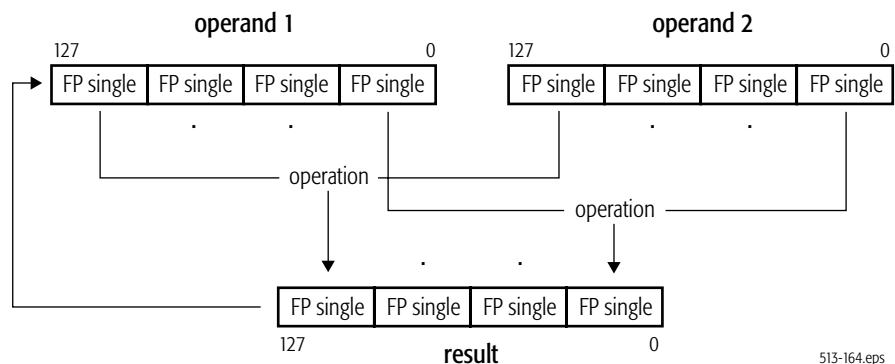 operand 1 operand 2
127 0 127 0
FP single FP single FP single FP single FP single FP single FP single FP single
operation
operation
FP single FP single FP single FP single
127 0
result
513-164.eps